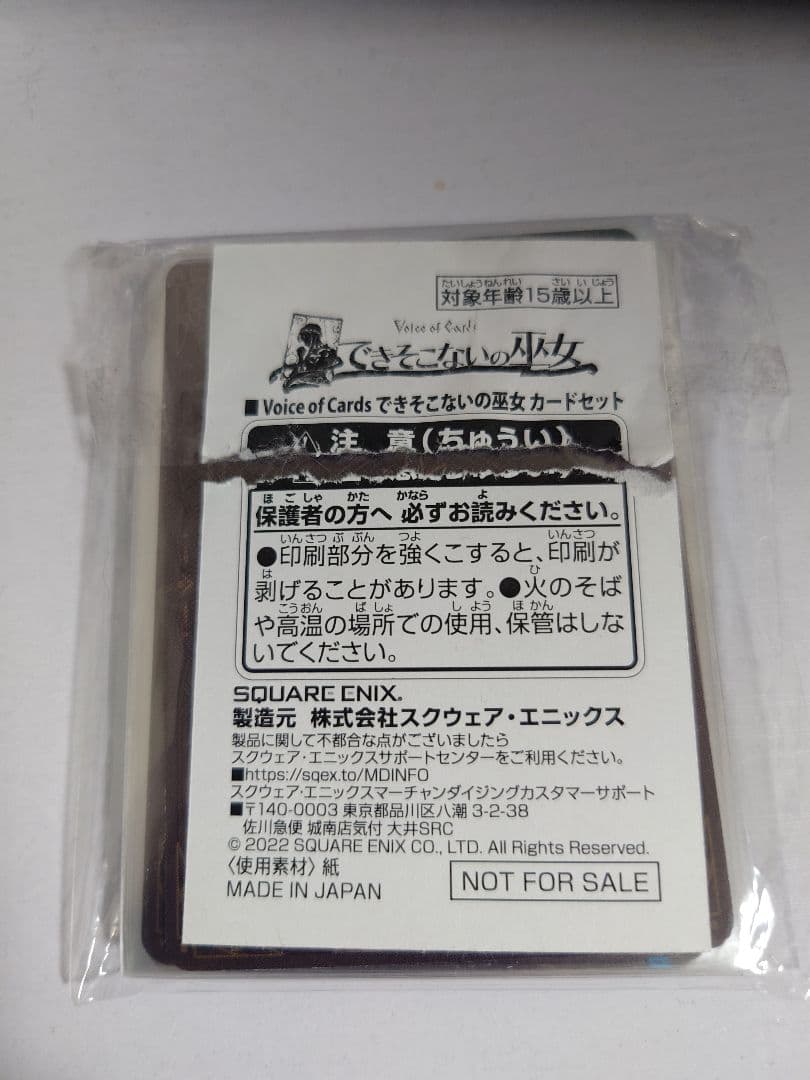 対象年齢15歳以上
たいしょうねんれい さいいじょう
Voice of Cards
できそこないの巫女
■Voice of Cards できそこないの巫女 カードセット
注 意(ちゅうい)
ほごしゃ かた かなら よ
保護者の方へ 必ずお読みください。
いんさつぶぶん つよ いんさつ
●印刷部分を強くこすると、印刷が
は ひ
剥げることがあります。●火のそば
こうおん ばしょ しよう ほかん
や高温の場所での使用、保管はしな
いでください。
SQUARE ENIX.
製造元 株式会社スクウェア・エニックス
製品に関して不都合な点がございましたら
スクウェア・エニックスサポートセンターをご利用ください。
■https://sqex.to/MDINFO
スクウェア・エニックスマーチャンダイジングカスタマーサポート
■〒140-0003 東京都品川区八潮 3-2-38
佐川急便 城南店気付 大井SRC
© 2022 SQUARE ENIX CO., LTD. All Rights Reserved.
〈使用素材〉紙
MADE IN JAPAN
NOT FOR SALE